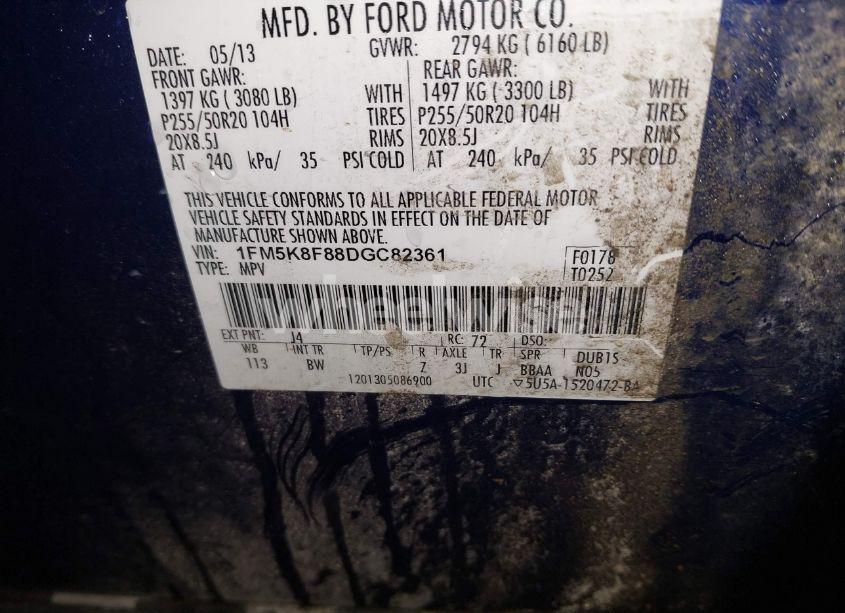 MFD. BY FORD MOTOR CO.
DATE: 05/13 GVWR: 2794 KG ( 6160 LB)
FRONT GAWR: REAR GAWR:
1397 KG ( 3080 LB) WITH 1497 KG ( 3300 LB) WITH
P255/50R20 104H TIRES P255/50R20 104H TIRES
20X8.5J RIMS 20X8.5J RIMS
AT 240 kPa/ 35 PSI COLD AT 240 kPa/ 35 PSI COLD
THIS VEHICLE CONFORMS TO ALL APPLICABLE FEDERAL MOTOR
VEHICLE SAFETY STANDARDS IN EFFECT ON THE DATE OF
MANUFACTURE SHOWN ABOVE.
VIN: 1FM5K8F88DGC82361 F0178
TYPE: MPV T0252
EXT PNT: J4 RC: 72 DSO:
WB INT TR TP/PS R AXLE TR SPR DUB1S
113 BW Z 3J J BBAA N05
1201305086900 UTC ▽5U5A-1520472-BA